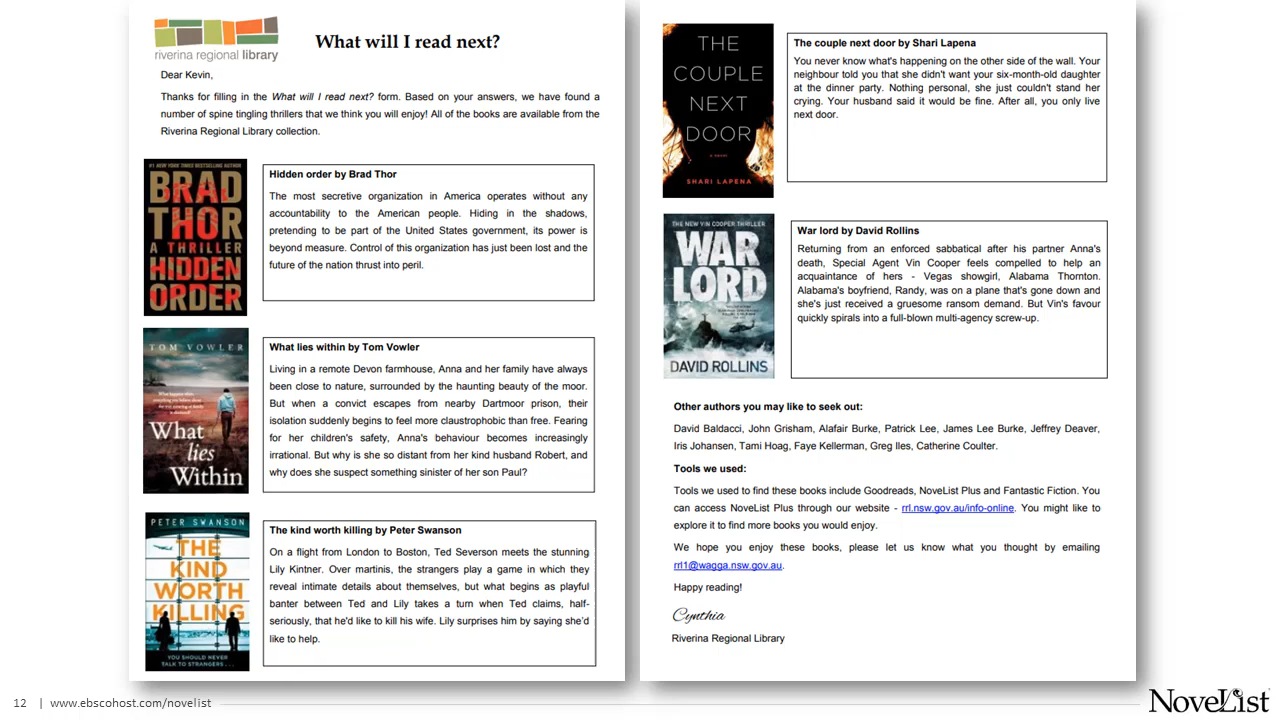 riverina regional library
What will I read next?
Dear Kevin,
Thanks for filling in the What will I read next? form. Based on your answers, we have found a
number of spine tingling thrillers that we think you will enjoy! All of the books are available from the
Riverina Regional Library collection.
#1 NEW YORK TIMES BESTSELLING AUTHOR
BRAD
THOR
A THRILLER
HIDDEN
ORDER
Hidden order by Brad Thor
The most secretive organization in America operates without any
accountability to the American people. Hiding in the shadows,
pretending to be part of the United States government, its power is
beyond measure. Control of this organization has just been lost and the
future of the nation thrust into peril.
TOM VOWLER
What
lies
Within
What lies within by Tom Vowler
Living in a remote Devon farmhouse, Anna and her family have always
been close to nature, surrounded by the haunting beauty of the moor.
But when a convict escapes from nearby Dartmoor prison, their
isolation suddenly begins to feel more claustrophobic than free. Fearing
for her children's safety, Anna's behaviour becomes increasingly
irrational. But why is she so distant from her kind husband Robert, and
why does she suspect something sinister of her son Paul?
PETER SWANSON
THE
KIND
WORTH
KILLING
YOU SHOULD NEVER
TALK TO STRANGERS...
The kind worth killing by Peter Swanson
On a flight from London to Boston, Ted Severson meets the stunning
Lily Kintner. Over martinis, the strangers play a game in which they
reveal intimate details about themselves, but what begins as playful
banter between Ted and Lily takes a turn when Ted claims, half-
seriously, that he'd like to kill his wife. Lily surprises him by saying she'd
like to help.
THE
COUPLE
NEXT
DOOR
SHARI LAPENA
The couple next door by Shari Lapena
You never know what's happening on the other side of the wall. Your
neighbour told you that she didn't want your six-month-old daughter
at the dinner party. Nothing personal, she just couldn't stand her
crying. Your husband said it would be fine. After all, you only live
next door.
THE NEW VIN COOPER THRILLER
WAR
LORD
DAVID ROLLINS
War lord by David Rollins
Returning from an enforced sabbatical after his partner Anna's
death, Special Agent Vin Cooper feels compelled to help an
acquaintance of hers - Vegas showgirl, Alabama Thornton.
Alabama's boyfriend, Randy, was on a plane that's gone down and
she's just received a gruesome ransom demand. But Vin's favour
quickly spirals into a full-blown multi-agency screw-up.
Other authors you may like to seek out:
David Baldacci, John Grisham, Alafair Burke, Patrick Lee, James Lee Burke, Jeffrey Deaver,
Iris Johansen, Tami Hoag, Faye Kellerman, Greg Iles, Catherine Coulter.
Tools we used:
Tools we used to find these books include Goodreads, NoveList Plus and Fantastic Fiction. You
can access NoveList Plus through our website - rrl.nsw.gov.au/info-online. You might like to
explore it to find more books you would enjoy.
We hope you enjoy these books, please let us know what you thought by emailing
rrl1@wagga.nsw.gov.au.
Happy reading!
Cynthia
Riverina Regional Library
12 | www.ebscohost.com/novelist
NoveList